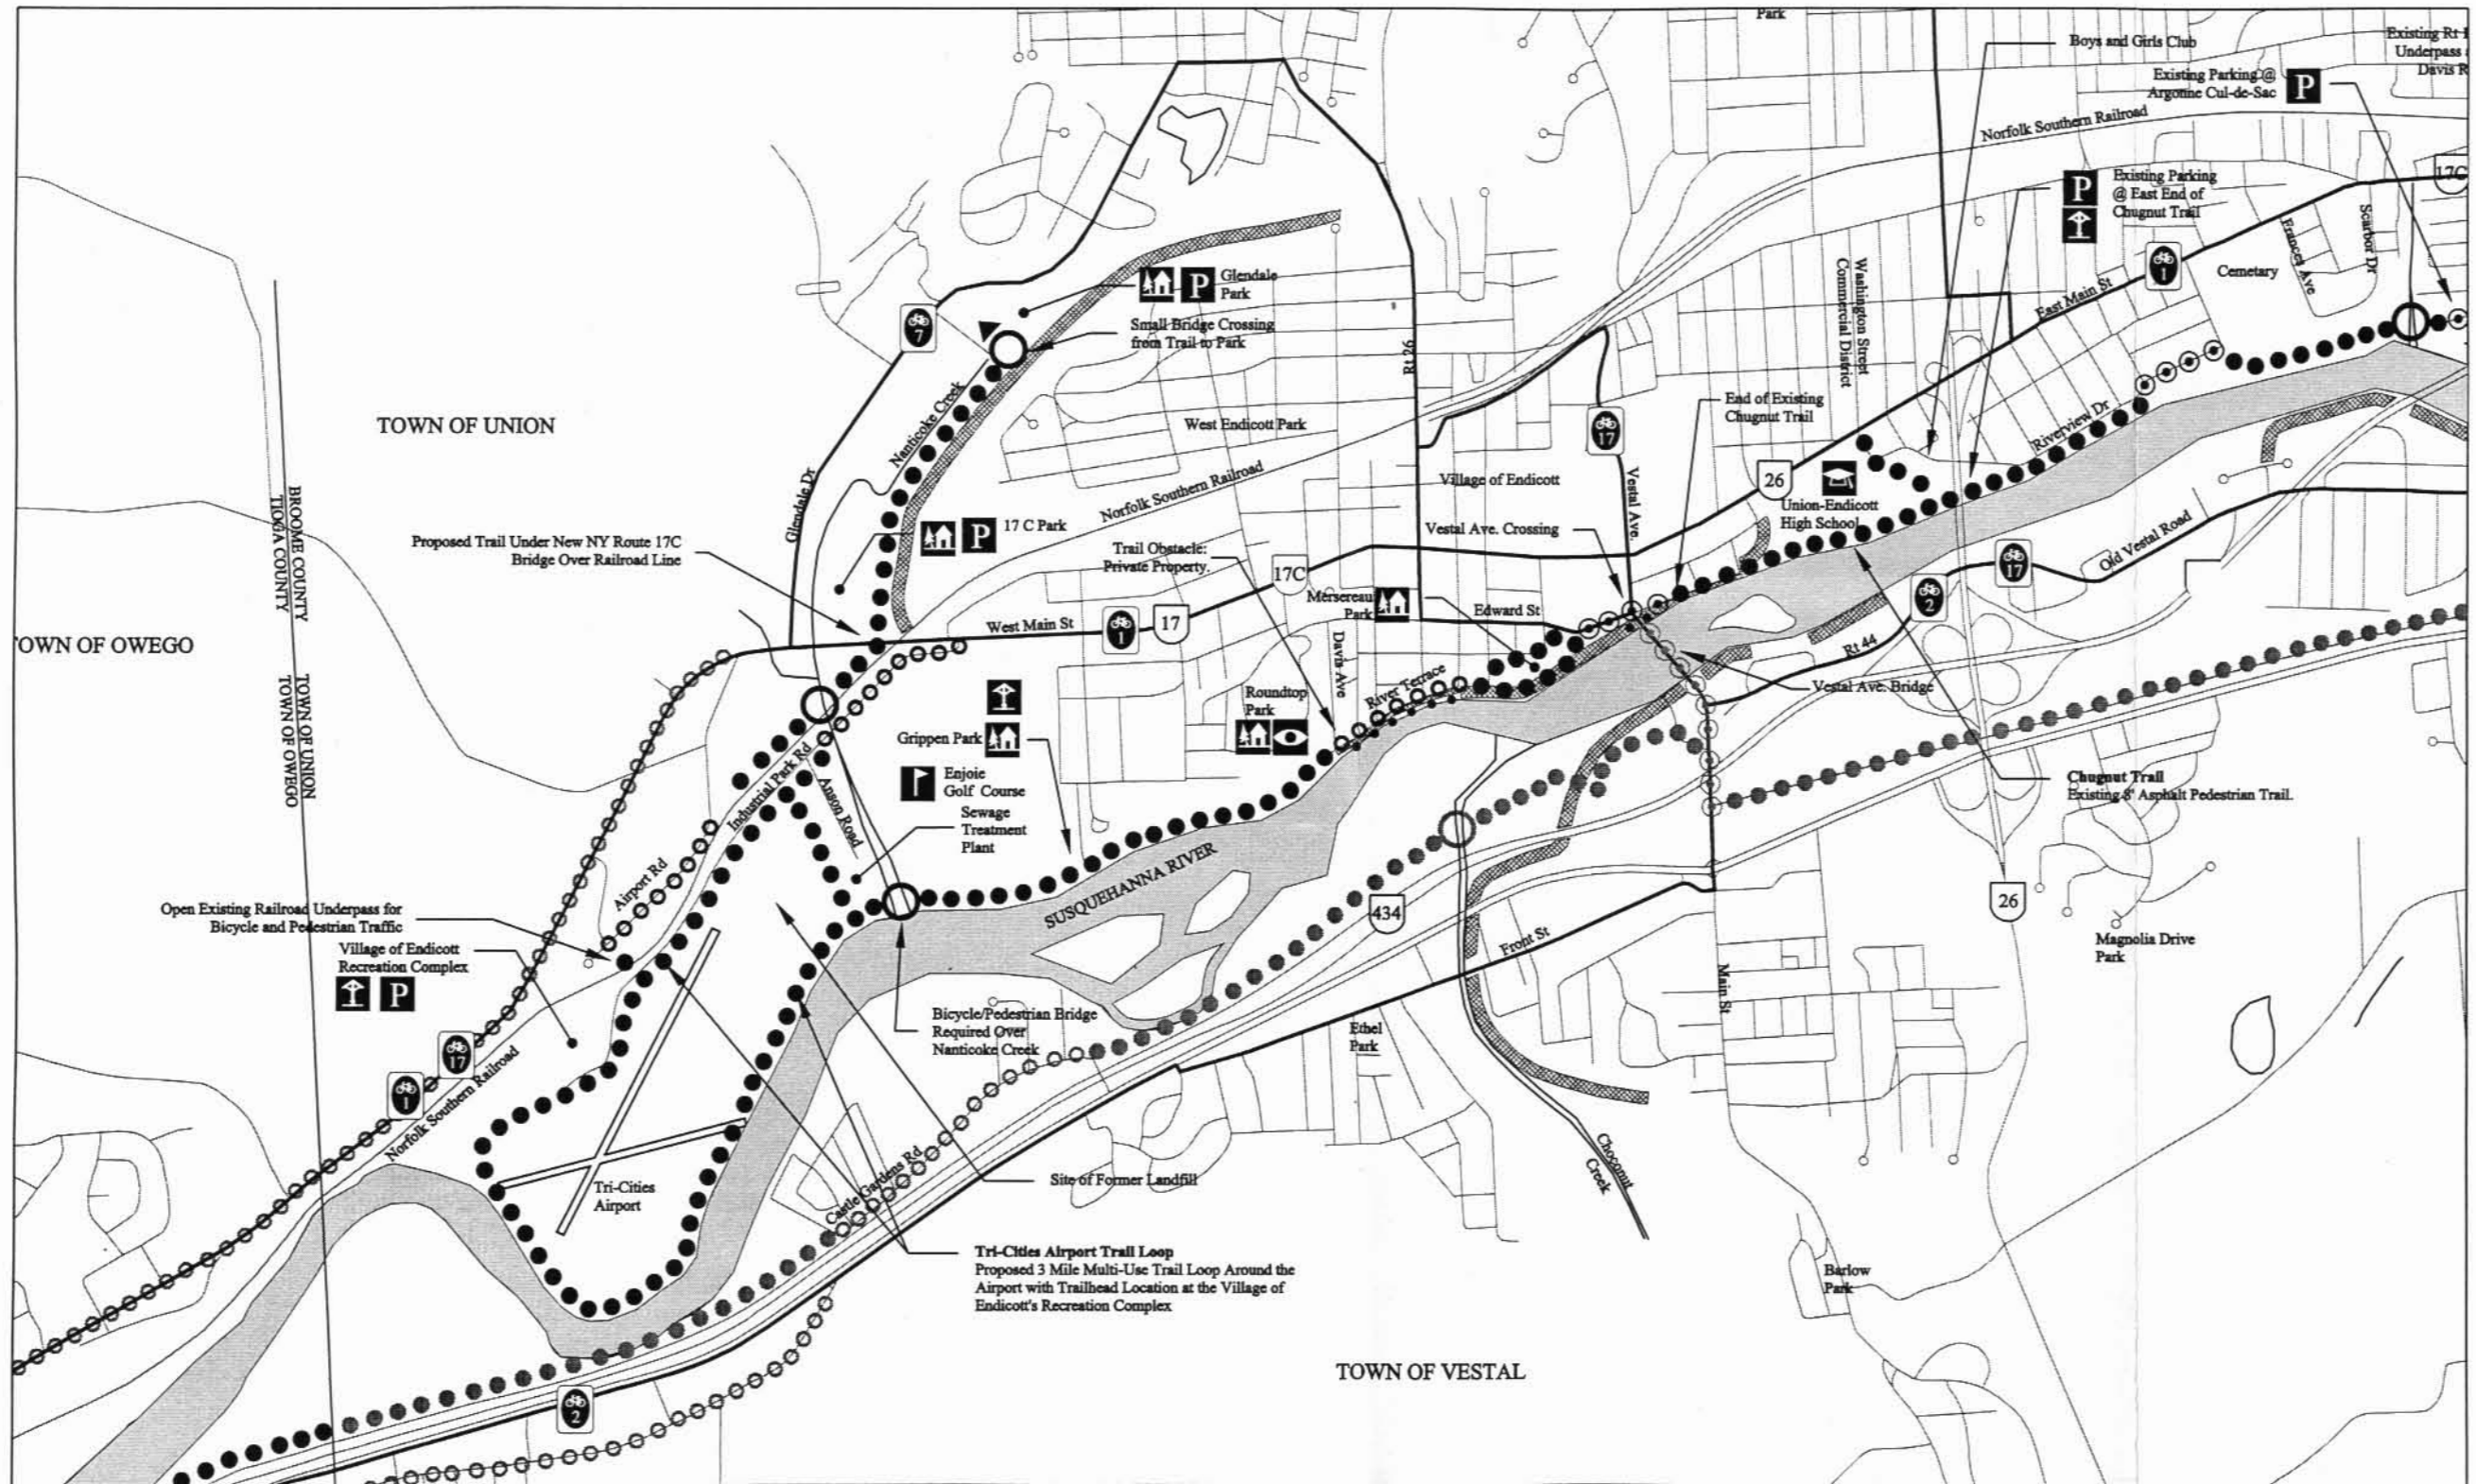 Park
Boys and Girls Club
Existing Rt
Underpass
Davis R
Existing Parking @
Argonne Cul-de-Sac
P
Norfolk Southern Railroad
17C
P
Existing Parking
@ East End of
Chugnut Trail
Scarbor Dr
Frances Ave
Cemetary
1
East Main St
Washington Street
Commercial District
P
Glendale
Park
7
Small Bridge Crossing
from Trail to Park
Rt 26
Nanticoke Creek
TOWN OF UNION
West Endicott Park
17
End of Existing
Chugnut Trail
Riverview Dr
Glendale Dr
Norfolk Southern Railroad
Village of Endicott
Vestal Ave.
26
Union-Endicott
High School
BROOME COUNTY
TIOGA COUNTY
P
17 C Park
Proposed Trail Under New NY Route 17C
Bridge Over Railroad Line
Trail Obstacle:
Private Property.
Vestal Ave. Crossing
17C
Old Vestal Road
17
2
Mersereau
Park
Edward St
West Main St
1
17
Davis Ave
Rt 44
OWN OF OWEGO
TOWN OF UNION
TOWN OF OWEGO
River Terrace
Roundtop
Park
Vestal Ave. Bridge
Grippen Park
Enjoie
Golf Course
Industrial Park Rd
Anson Road
Sewage
Treatment
Plant
Chugnut Trail
Existing 8' Asphalt Pedestrian Trail.
SUSQUEHANNA RIVER
Airport Rd
Open Existing Railroad Underpass for
Bicycle and Pedestrian Traffic
434
26
Village of Endicott
Recreation Complex
P
Front St
Magnolia Drive
Park
Main St
Bicycle/Pedestrian Bridge
Required Over
Nanticoke Creek
Ethel
Park
17
1
Norfolk Southern Railroad
Choconut
Creek
Tri-Cities
Airport
Castle Gardens Rd
Site of Former Landfill
Tri-Cities Airport Trail Loop
Proposed 3 Mile Multi-Use Trail Loop Around the
Airport with Trailhead Location at the Village of
Endicott's Recreation Complex
Barlow
Park
TOWN OF VESTAL
2